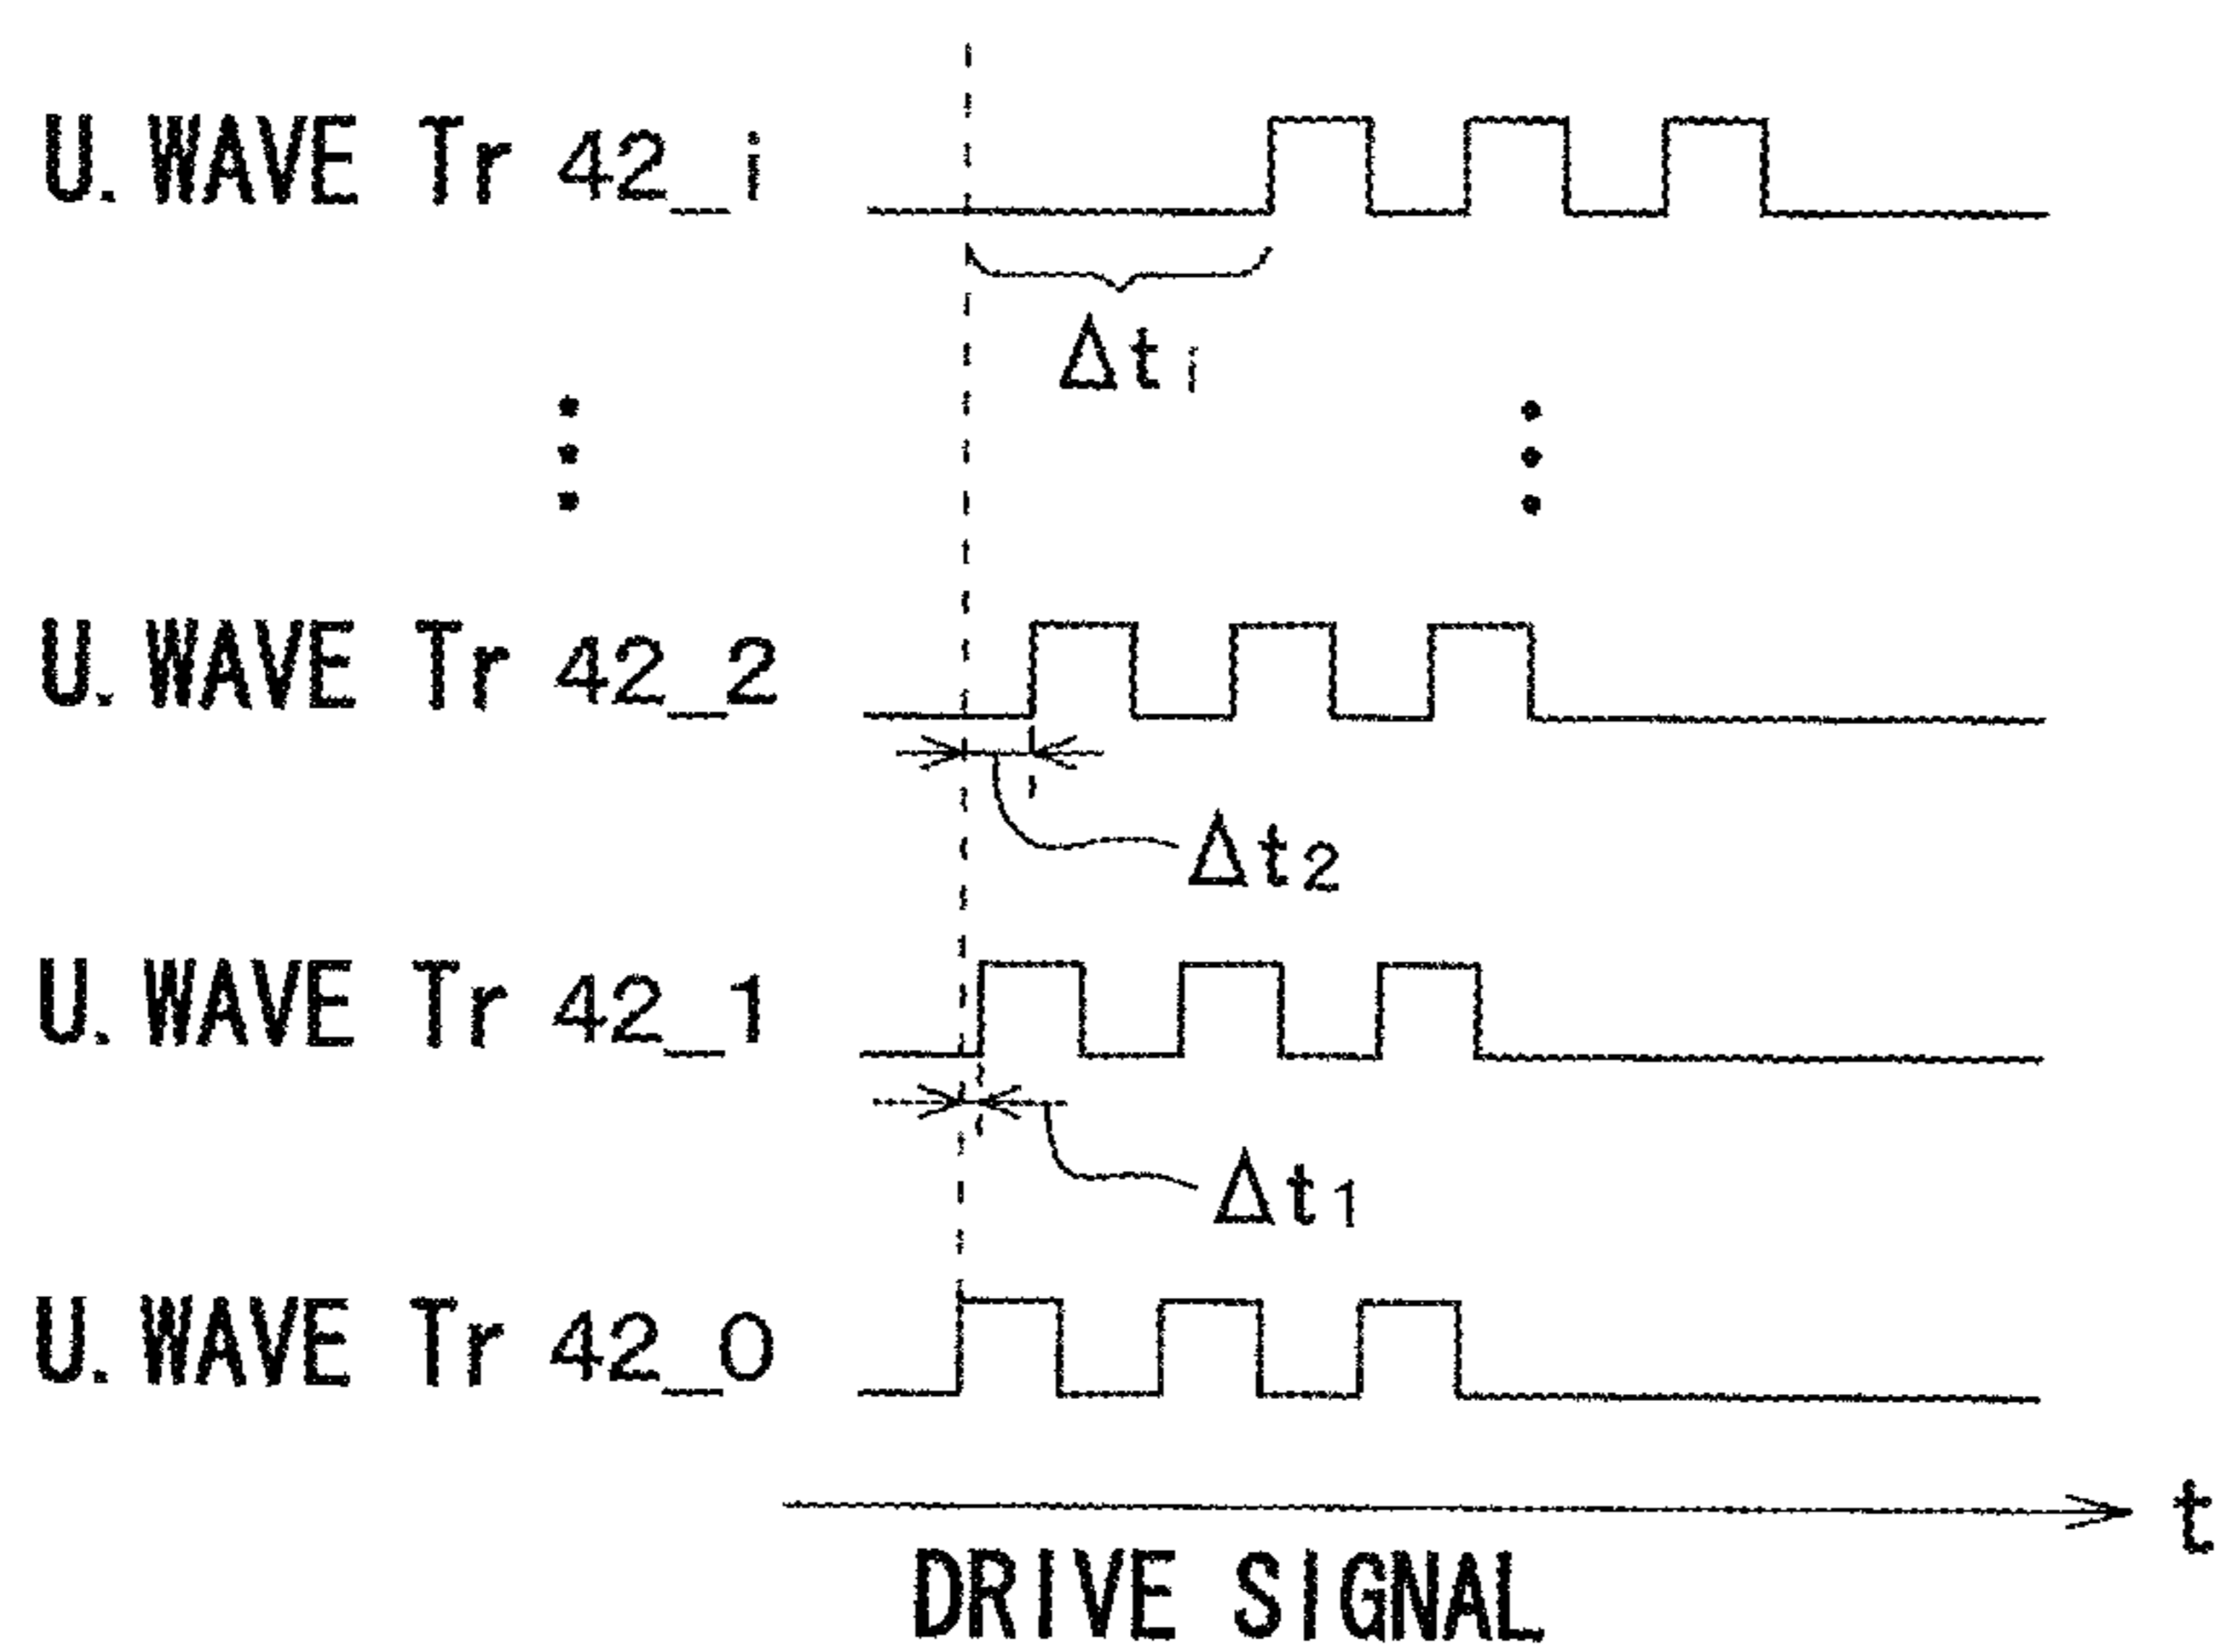 U. WAVE Tr 42_i
Δti
U. WAVE Tr 42_2
Δt2
U. WAVE Tr 42_1
Δt1
U. WAVE Tr 42_0
t
DRIVE SIGNAL